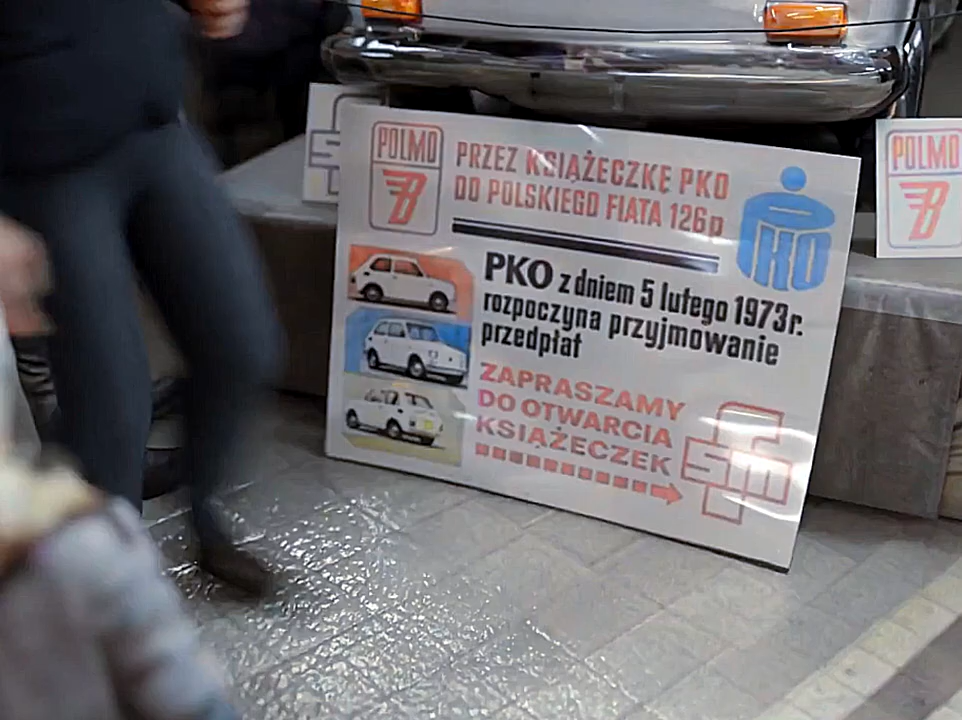 POLMO
PRZEZ KSIĄŻECZKĘ PKO
DO POLSKIEGO FIATA 126p
PKO
PKO z dniem 5 lutego 1973r.
rozpoczyna przyjmowanie
przedpłat
ZAPRASZAMY
DO OTWARCIA
KSIĄŻECZEK
fsm
POLMO